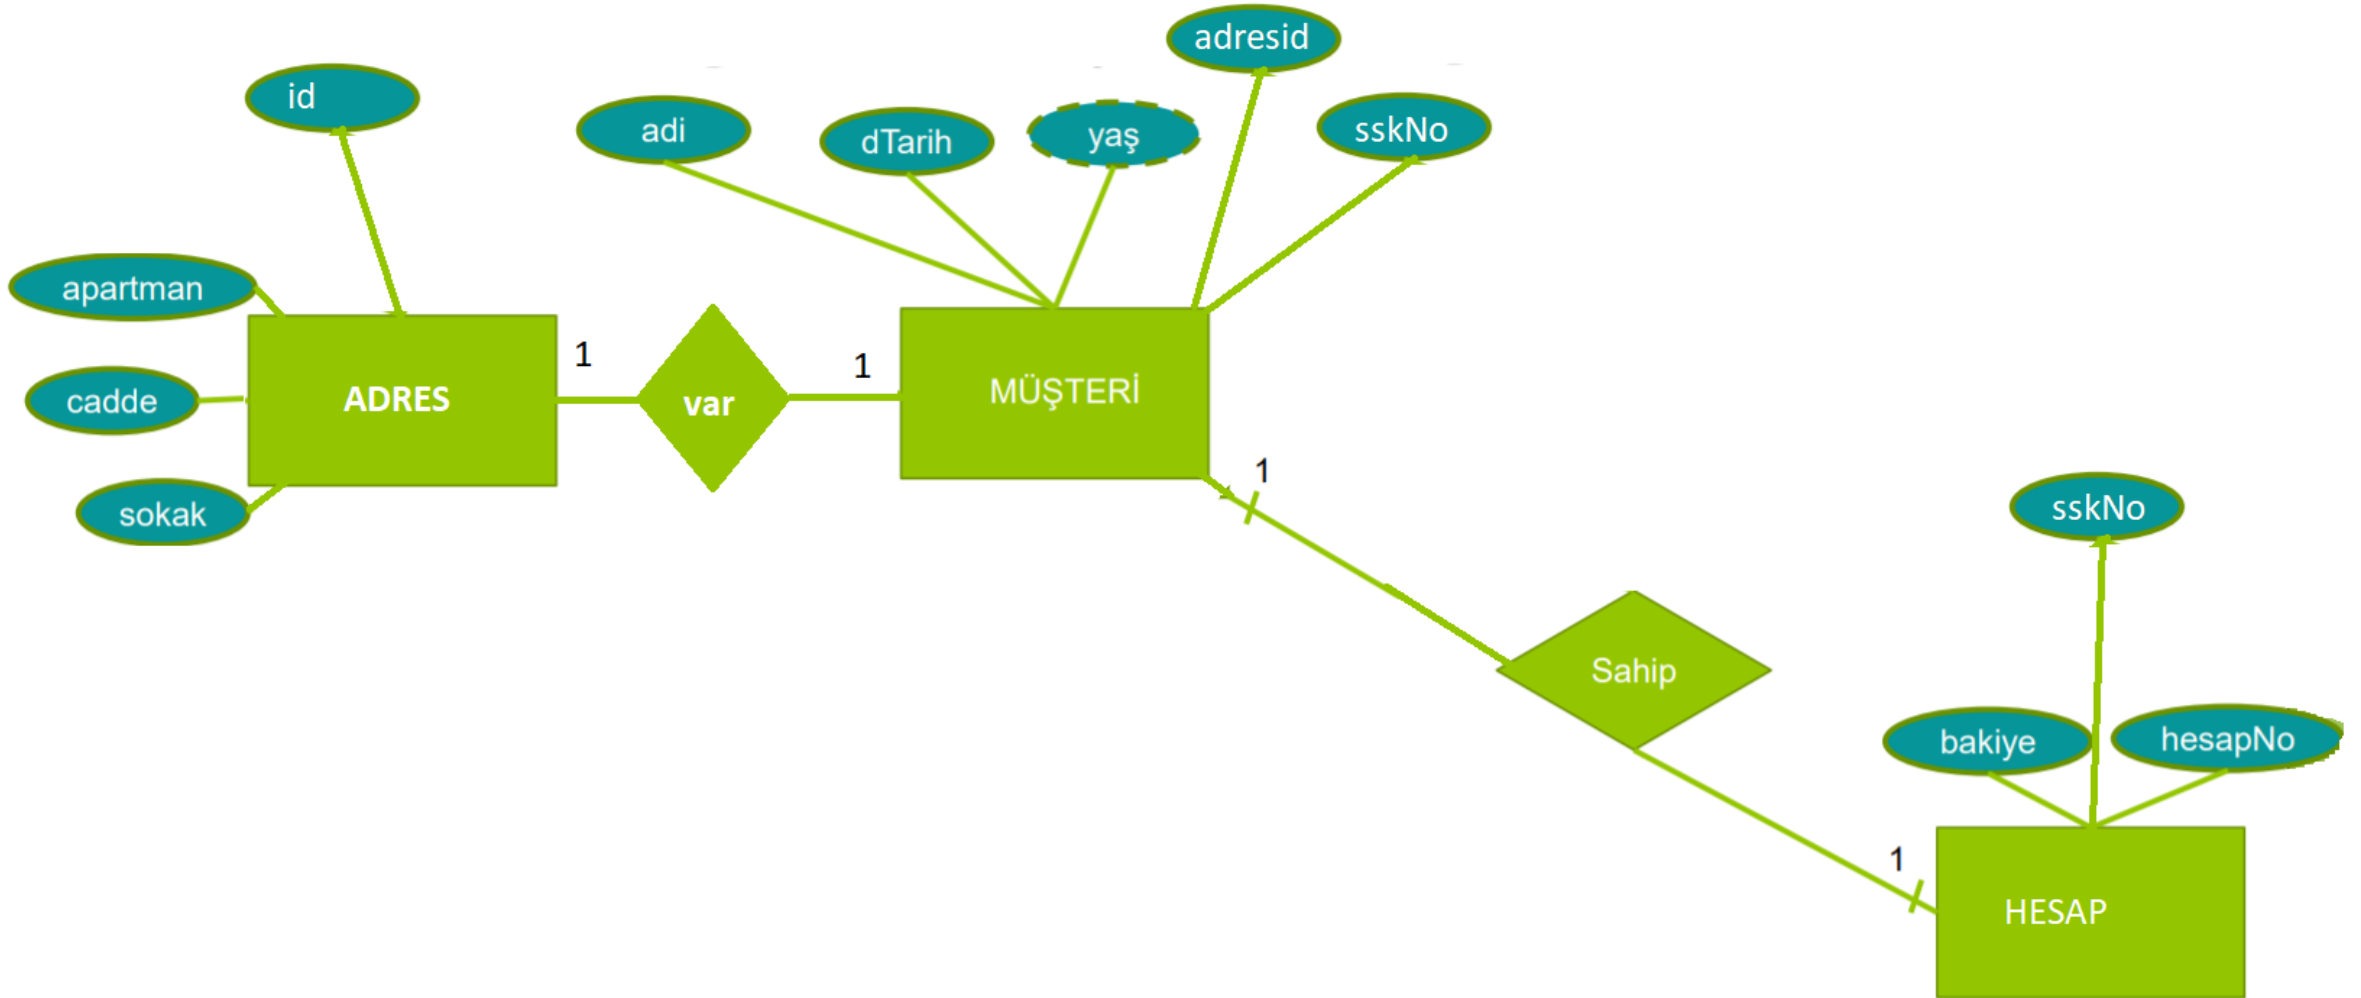 adresid
id
adi
dTarih
yaş
sskNo
apartman
cadde
sokak
ADRES
1
var
1
MÜŞTERİ
1
Sahip
sskNo
bakiye
hesapNo
1
HESAP